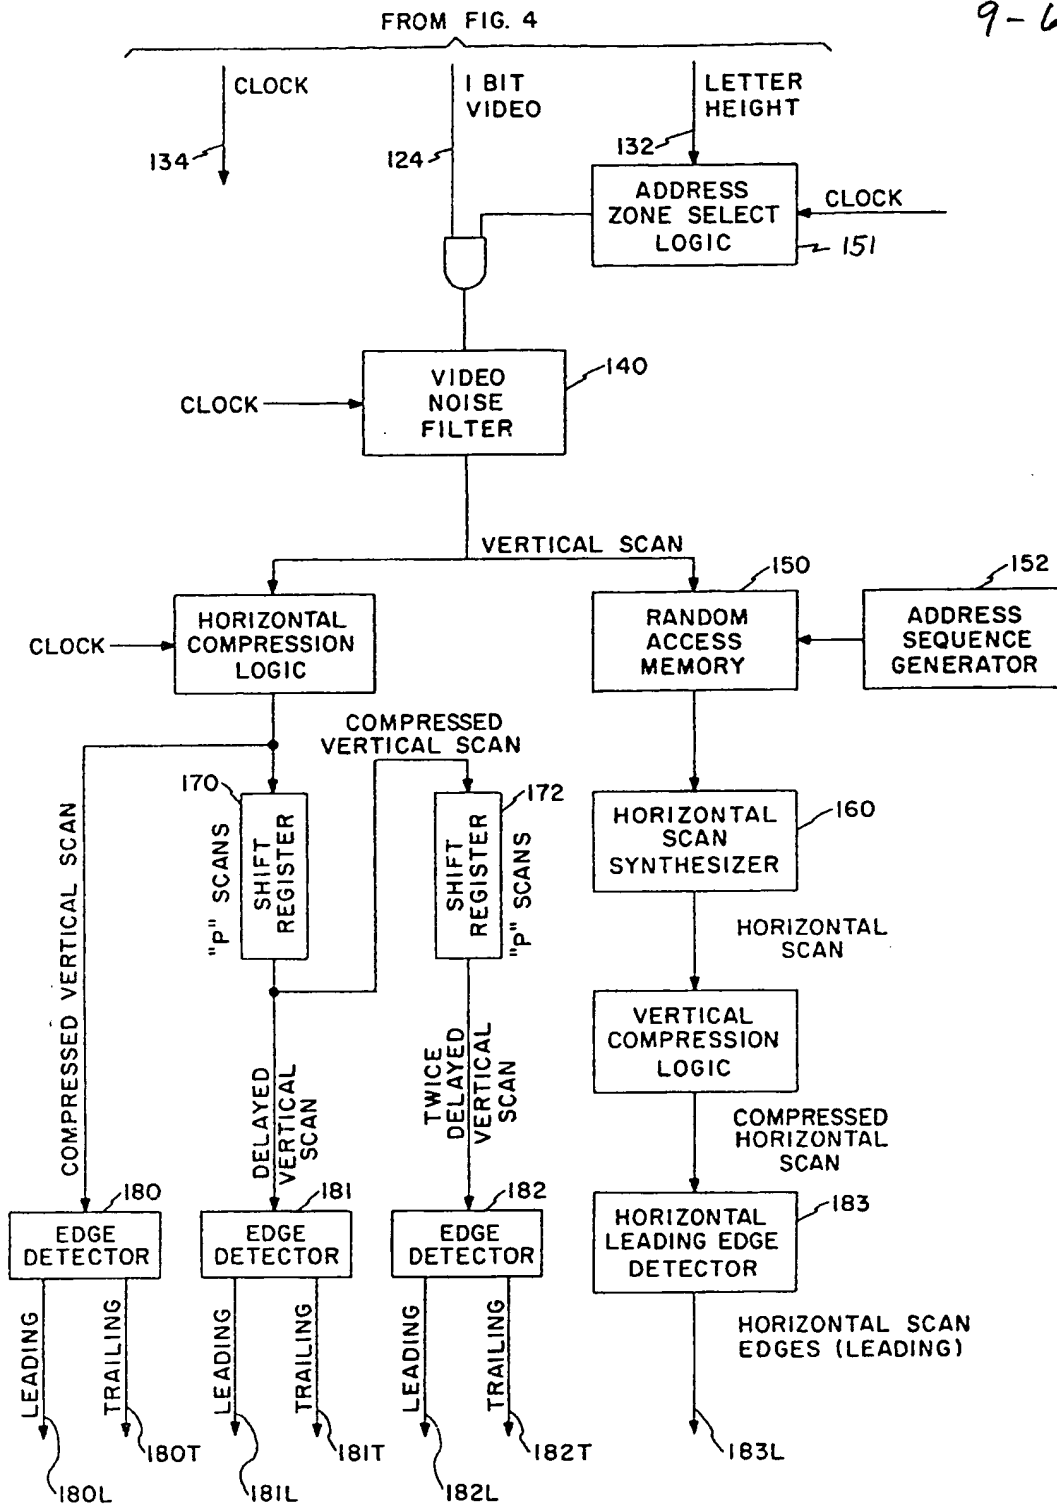 FROM FIG. 4
9-6
CLOCK
1 BIT
VIDEO
LETTER
HEIGHT
134
124
132
ADDRESS
ZONE SELECT
LOGIC
CLOCK
151
VIDEO
NOISE
FILTER
140
CLOCK
VERTICAL SCAN
150
152
HORIZONTAL
COMPRESSION
LOGIC
CLOCK
RANDOM
ACCESS
MEMORY
ADDRESS
SEQUENCE
GENERATOR
COMPRESSED
VERTICAL SCAN
170
172
COMPRESSED VERTICAL SCAN
"P" SCANS
SHIFT
REGISTER
SHIFT
REGISTER
"P" SCANS
HORIZONTAL
SCAN
SYNTHESIZER
160
HORIZONTAL
SCAN
VERTICAL
COMPRESSION
LOGIC
DELAYED
VERTICAL
SCAN
TWICE
DELAYED
VERTICAL
SCAN
COMPRESSED
HORIZONTAL
SCAN
180
181
182
183
EDGE
DETECTOR
EDGE
DETECTOR
EDGE
DETECTOR
HORIZONTAL
LEADING EDGE
DETECTOR
LEADING
TRAILING
LEADING
TRAILING
LEADING
TRAILING
HORIZONTAL SCAN
EDGES (LEADING)
180T
181T
182T
183L
180L
181L
182L